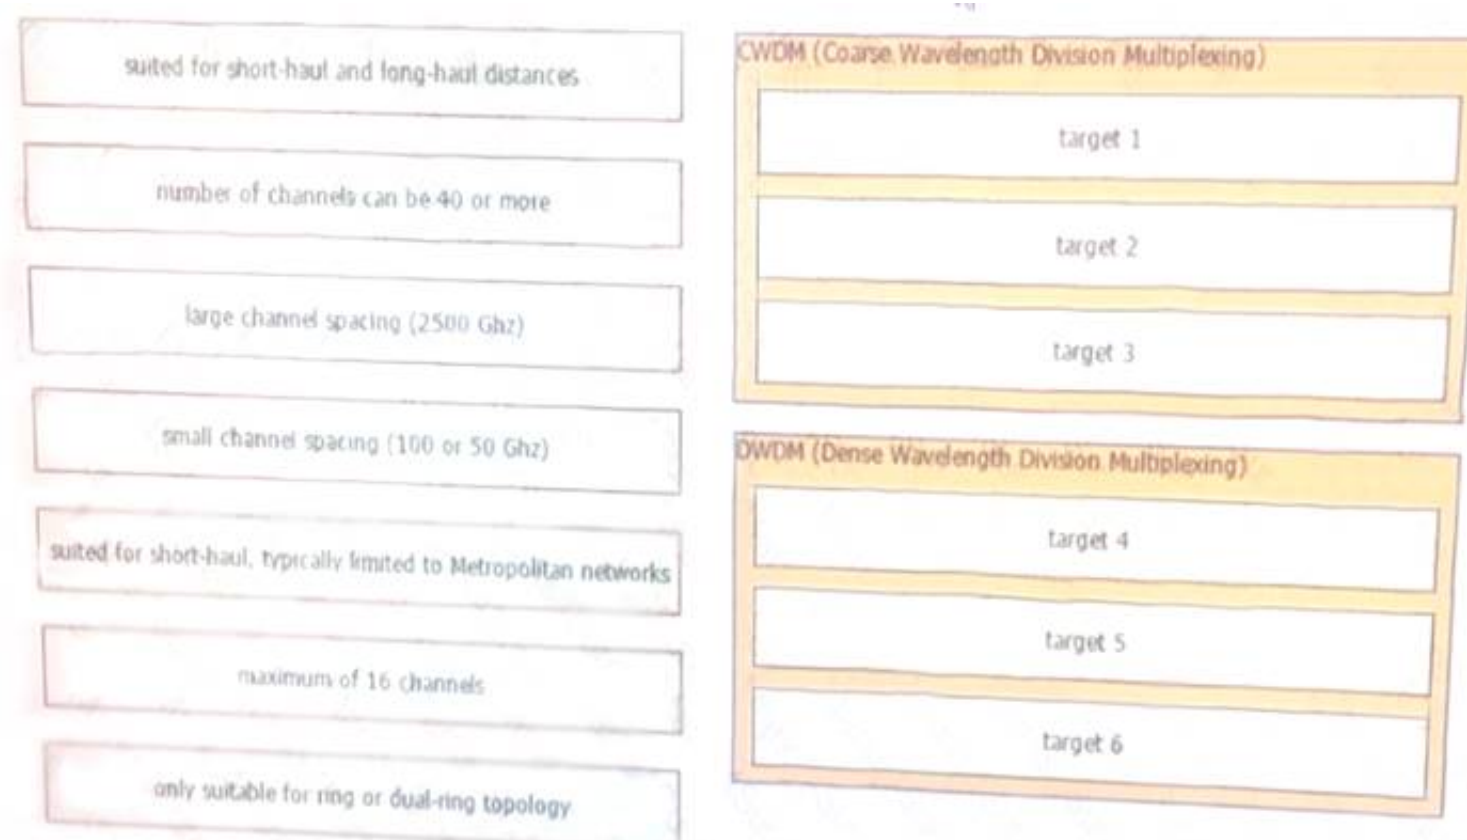 suited for short-haul and long-haul distances
number of channels can be 40 or more
large channel spacing (2500 Ghz)
small channel spacing (100 or 50 Ghz)
suited for short-haul, typically limited to Metropolitan networks
maximum of 16 channels
only suitable for ring or dual-ring topology
CWDM (Coarse Wavelength Division Multiplexing)
target 1
target 2
target 3
DWDM (Dense Wavelength Division Multiplexing)
target 4
target 5
target 6